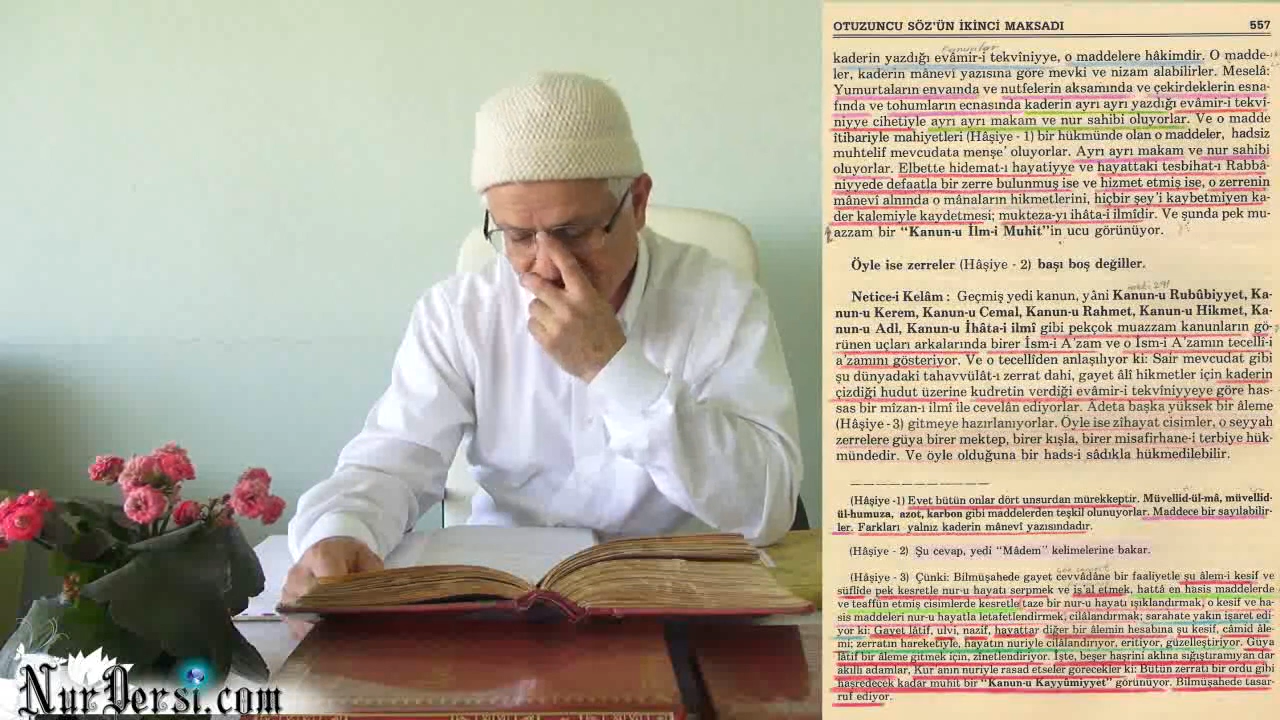 OTUZUNCU SÖZ'ÜN İKİNCİ MAKSADI 557
kaderin yazdığı evâmir-i tekvîniyye, o maddelere hâkimdir. O madde-
ler, kaderin mânevî yazısına göre mevki ve nizam alabilirler. Meselâ:
Yumurtaların envaında ve nutfelerin aksamında ve çekirdeklerin esna-
fında ve tohumların ecnasında kaderin ayrı ayrı yazdığı evâmir-i tekvi-
niyye cihetiyle ayrı ayrı makam ve nur sahibi oluyorlar. Ve o madde
îtibariyle mahiyetleri (Hâşiye - 1) bir hükmünde olan o maddeler, hadsiz
muhtelif mevcudata menşe' oluyorlar. Ayrı ayrı makam ve nur sahibi
oluyorlar. Elbette hidemat-ı hayatiyye ve hayattaki tesbihat-ı Rabbâ-
niyyede defaatla bir zerre bulunmuş ise ve hizmet etmiş ise, o zerrenin
mânevî alnında o mânaların hikmetlerini, hiçbir şey'i kaybetmiyen ka-
der kalemiyle kaydetmesi; mukteza-yı ihâta-i ilmîdir. Ve şunda pek mu-
azzam bir "Kanun-u İlm-i Muhit"in ucu görünüyor.
Öyle ise zerreler (Hâşiye - 2) başı boş değiller.
Netice-i Kelâm : Geçmiş yedi kanun, yâni Kanun-u Rubûbiyyet, Ka-
nun-u Kerem, Kanun-u Cemal, Kanun-u Rahmet, Kanun-u Hikmet, Ka-
nun-u Adl, Kanun-u İhâta-i ilmî gibi pekçok muazzam kanunların gö-
rünen uçları arkalarında birer İsm-i A'zam ve o İsm-i A'zamın tecellî-i
a'zamını gösteriyor. Ve o tecelliden anlaşılıyor ki: Sair mevcudat gibi
şu dünyadaki tahavvülât-ı zerrat dahi, gayet âlî hikmetler için kaderin
çizdiği hudut üzerine kudretin verdiği evâmir-i tekvîniyyeye göre has-
sas bir mîzan-ı ilmî ile cevelân ediyorlar. Adeta başka yüksek bir âleme
(Hâşiye - 3) gitmeye hazırlanıyorlar. Öyle ise zîhayat cisimler, o seyyah
zerrelere güya birer mektep, birer kışla, birer misafirhane-i terbiye hük-
mündedir. Ve öyle olduğuna bir hads-i sâdıkla hükmedilebilir.
(Hâşiye -1) Evet bütün onlar dört unsurdan mürekkeptir. Müvellid-ül-mâ, müvellid-
ül-humuza, azot, karbon gibi maddelerden teşkil olunuyorlar. Maddece bir sayılabilir-
ler. Farkları yalnız kaderin mânevî yazısındadır.
(Hâşiye - 2) Şu cevap, yedi "Mâdem" kelimelerine bakar.
(Hâşiye - 3) Çünki: Bilmüşahede gayet cevvâdâne bir faaliyetle şu âlem-i kesif ve
süflîde pek kesretle nur-u hayatı serpmek ve iş'al etmek, hattâ en hasis maddelerde
ve teaffün etmiş cisimlerde kesretle taze bir nur-u hayatı ışıklandırmak, o kesif ve ha-
sis maddeleri nur-u hayatla letafetlendirmek, cilâlandırmak; sarahate yakın işaret edi-
yor ki: Gayet lâtif, ulvi, nazif, hayattar diğer bir âlemin hesabına şu kesif, câmid âle-
mi; zerratın hareketiyle, hayatın nuriyle cilâlandırıyor, eritiyor, güzelleştiriyor. Güya
lâtif bir âleme gitmek için, zinetlendiriyor. İşte, beşer haşrini aklına sığıştıramıyan dar
akıllı adamlar, Kur'anın nuriyle rasad etseler görecekler ki: Bütün zerratı bir ordu gibi
haşredecek kadar muhit bir "Kanun-u Kayyûmiyyet" görünüyor. Bilmüşahede tasar-
ruf ediyor.
NurDersi.com